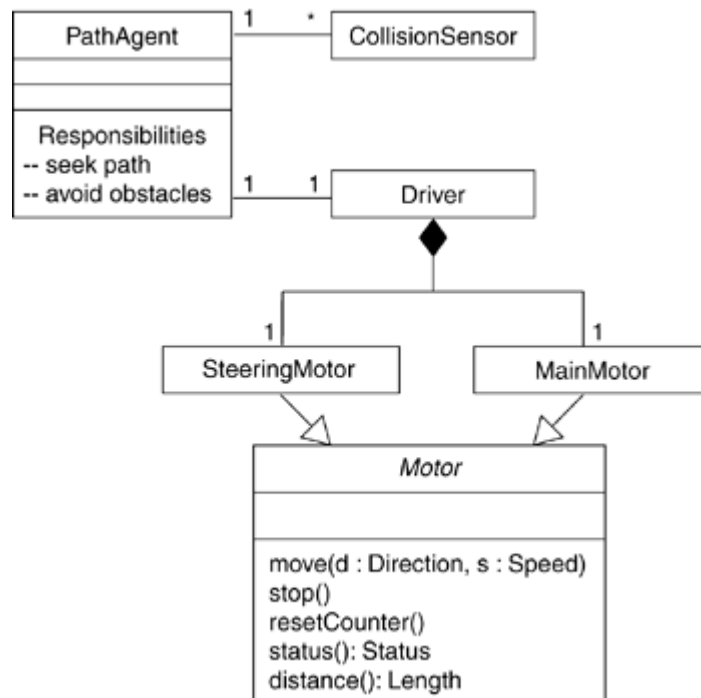 PathAgent
1
*
CollisionSensor
Responsibilities
-- seek path
-- avoid obstacles
1
1
Driver
1
1
SteeringMotor
MainMotor
Motor
move(d : Direction, s : Speed)
stop()
resetCounter()
status(): Status
distance(): Length